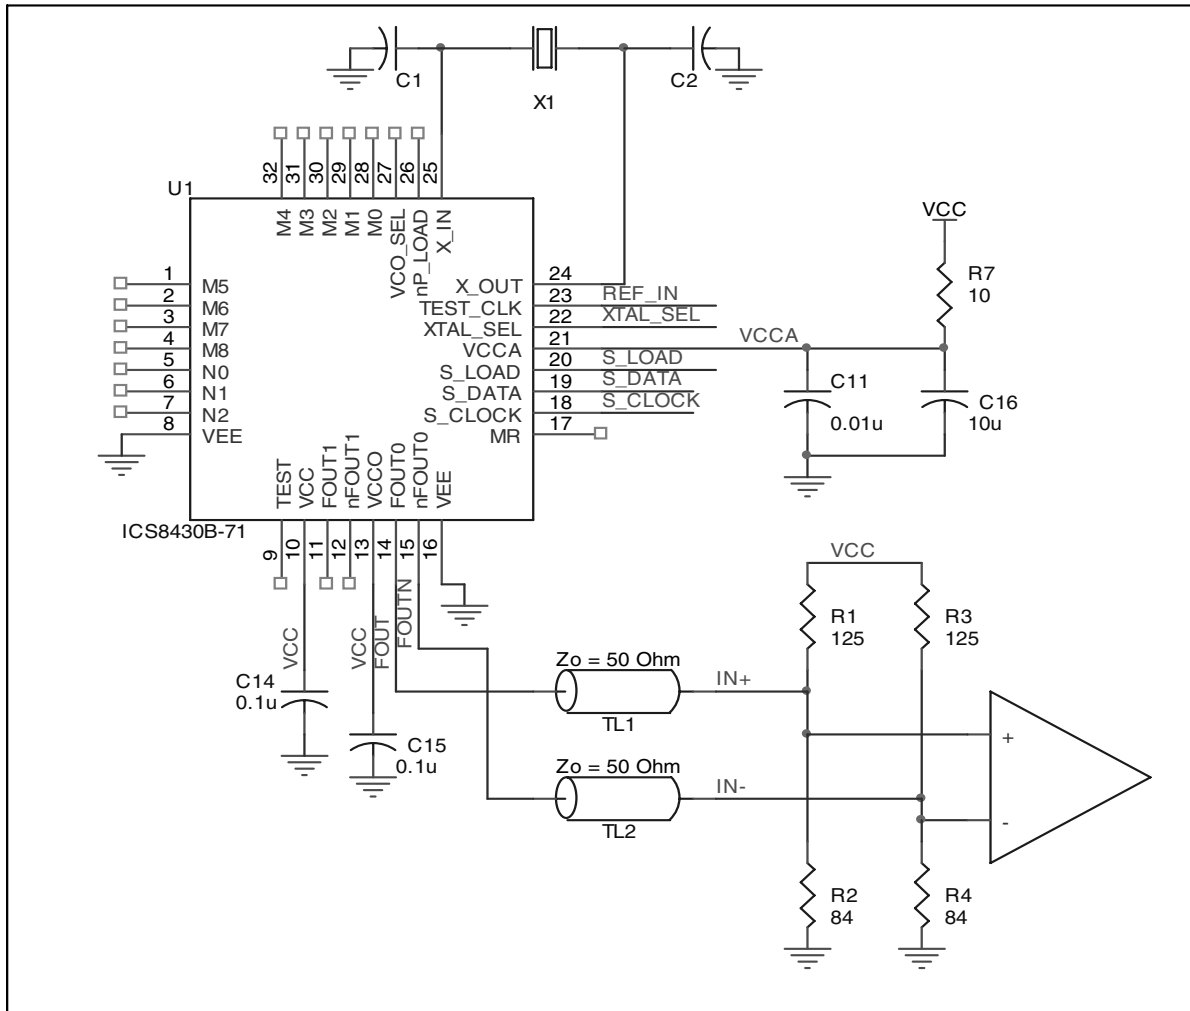 C1
C2
X1
32
31
30
29
28
27
26
25
U1
M4
M3
M2
M1
M0
VCO_SEL
nP_LOAD
X_IN
VCC
R7
10
1
2
3
4
5
6
7
8
M5
M6
M7
M8
N0
N1
N2
VEE
X_OUT
TEST_CLK
XTAL_SEL
VCCA
S_LOAD
S_DATA
S_CLOCK
MR
24
23
22
21
20
19
18
17
REF_IN
XTAL_SEL
VCCA
S_LOAD
S_DATA
S_CLOCK
C11
0.01u
C16
10u
TEST
VCC
FOUT1
nFOUT1
VCCO
FOUT0
nFOUT0
VEE
ICS8430B-71
9
10
11
12
13
14
15
16
VCC
VCC
FOUT
FOUTN
VCC
R1
125
R3
125
C14
0.1u
C15
0.1u
Zo = 50 Ohm
TL1
IN+
Zo = 50 Ohm
TL2
IN-
+
-
R2
84
R4
84